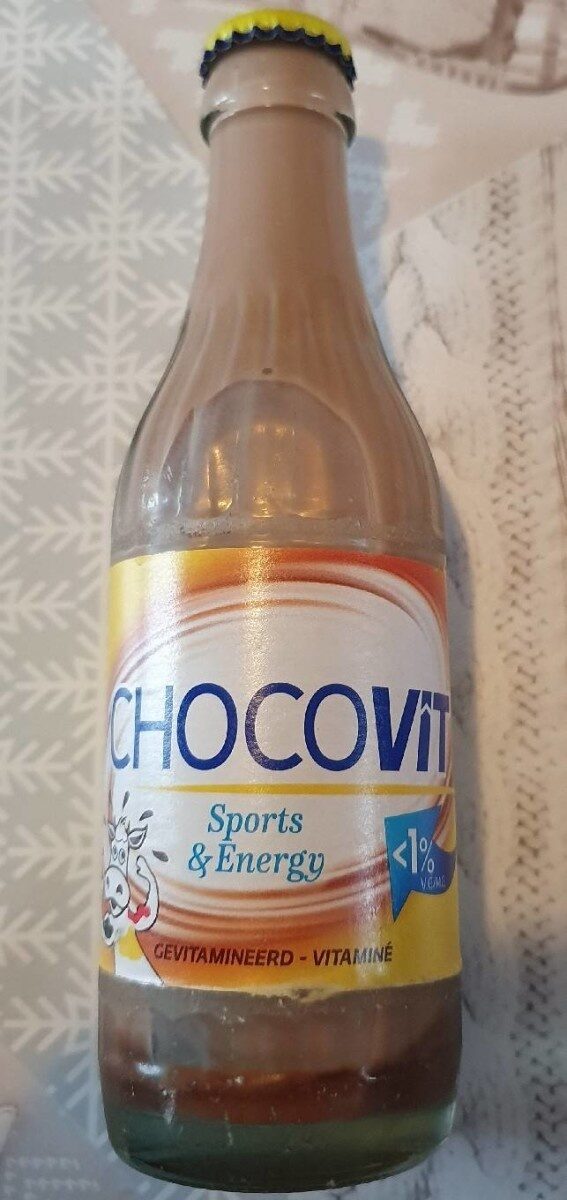 CHOCOVIT
Sports
& Energy
<1%
GEVITAMINEERD - VITAMINÉ